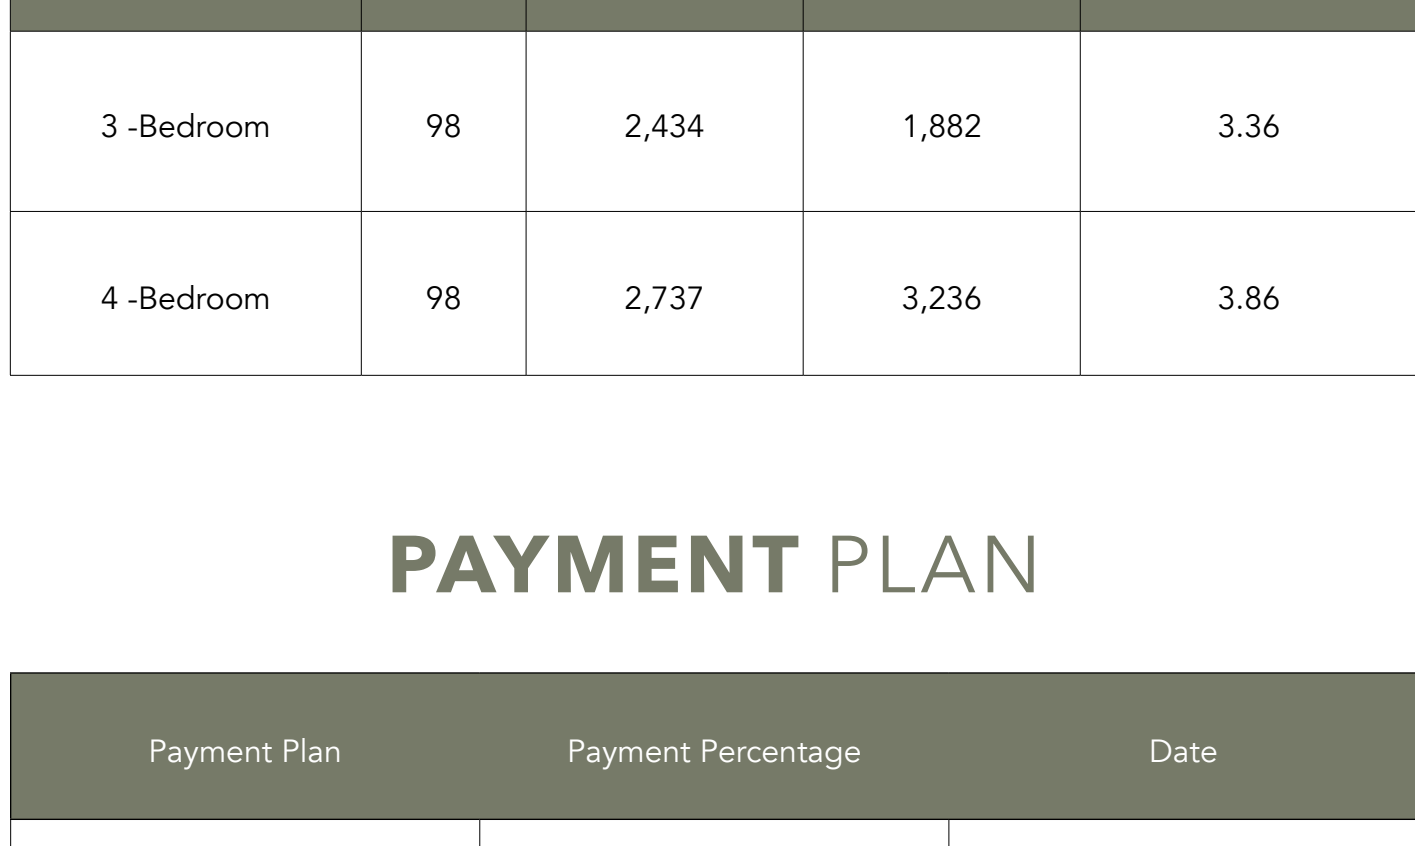 3 -Bedroom 98 2,434 1,882 3.36
4 -Bedroom 98 2,737 3,236 3.86
PAYMENT PLAN
Payment Plan Payment Percentage Date